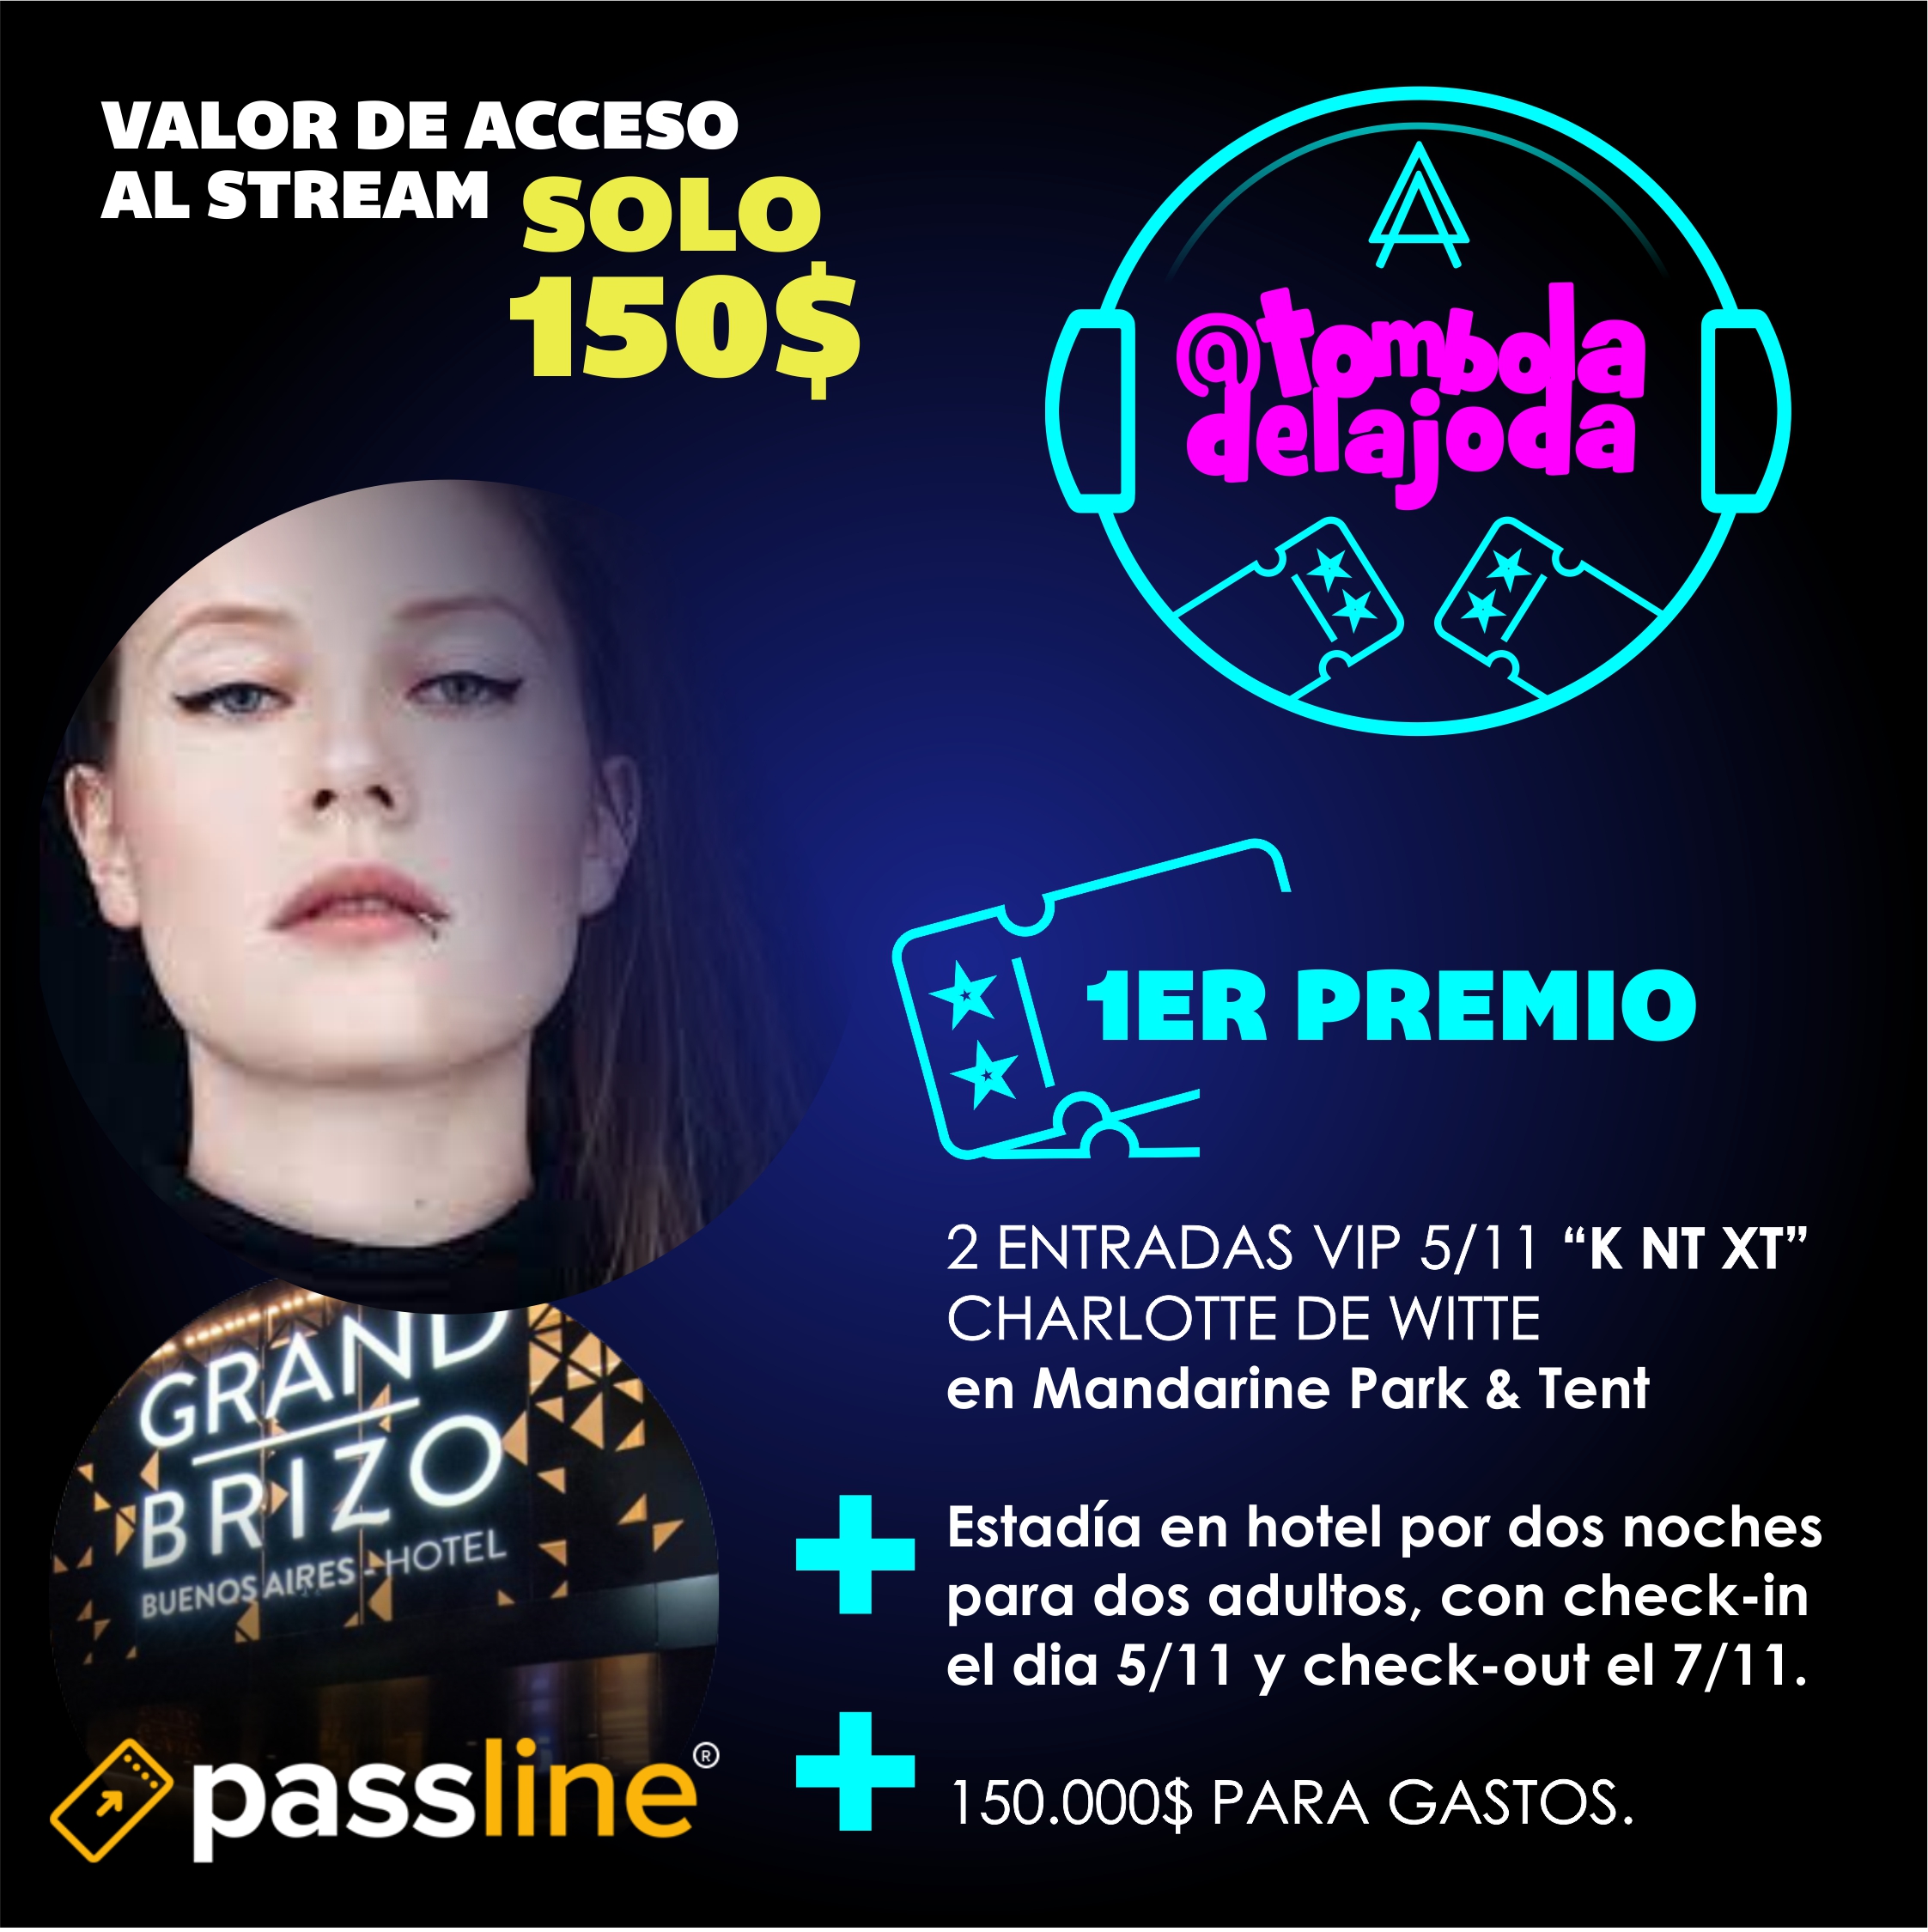 VALOR DE ACCESO
AL STREAM
SOLO
150$
@tombola
delajoda
1ER PREMIO
2 ENTRADAS VIP 5/11 “K NT XT”
CHARLOTTE DE WITTE
en Mandarine Park & Tent
Estadía en hotel por dos noches
para dos adultos, con check-in
el dia 5/11 y check-out el 7/11.
150.000$ PARA GASTOS.
GRAND
BRIZO
BUENOS AIRES - HOTEL
passline®